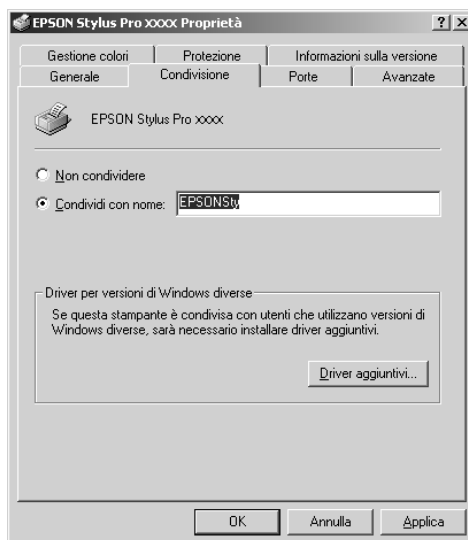 EPSON Stylus Pro XXXX Proprietà
Gestione colori Protezione Informazioni sulla versione
Generale Condivisione Porte Avanzate
EPSON Stylus Pro xxxx
Non condividere
Condividi con nome: EPSONSty
Driver per versioni di Windows diverse
Se questa stampante è condivisa con utenti che utilizzano versioni di
Windows diverse, sarà necessario installare driver aggiuntivi.
Driver aggiuntivi...
OK Annulla Applica